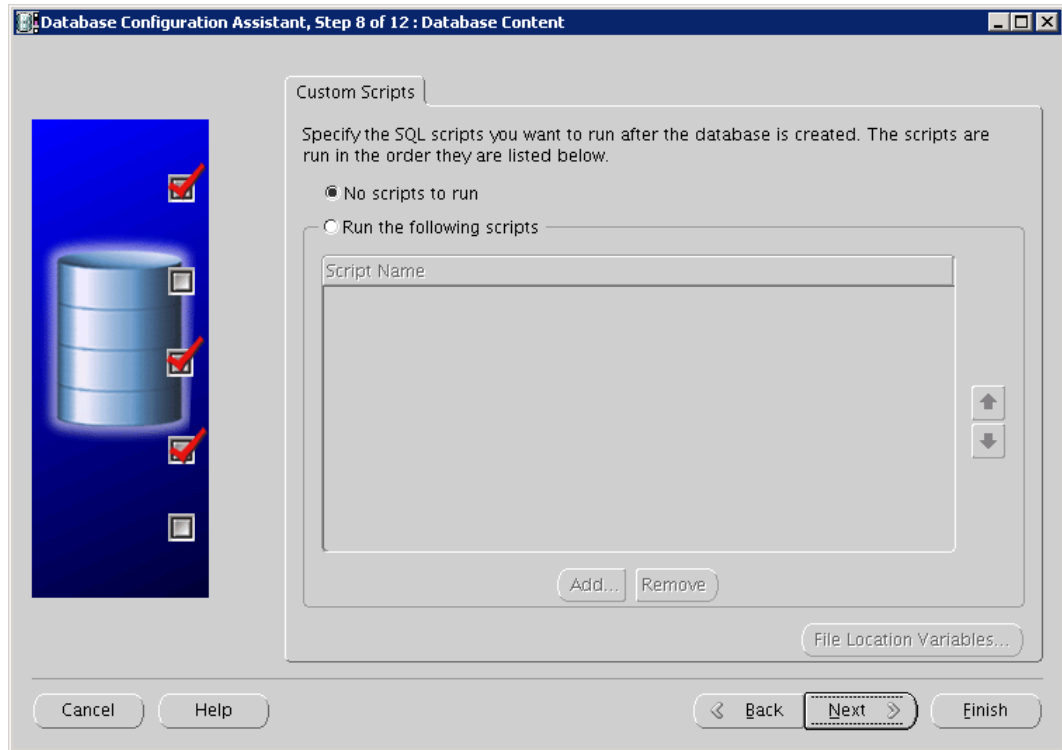 Database Configuration Assistant, Step 8 of 12 : Database Content
Custom Scripts
Specify the SQL scripts you want to run after the database is created. The scripts are
run in the order they are listed below.
No scripts to run
Run the following scripts
Script Name
Add...
Remove
File Location Variables...
Cancel
Help
Back
Next
Finish